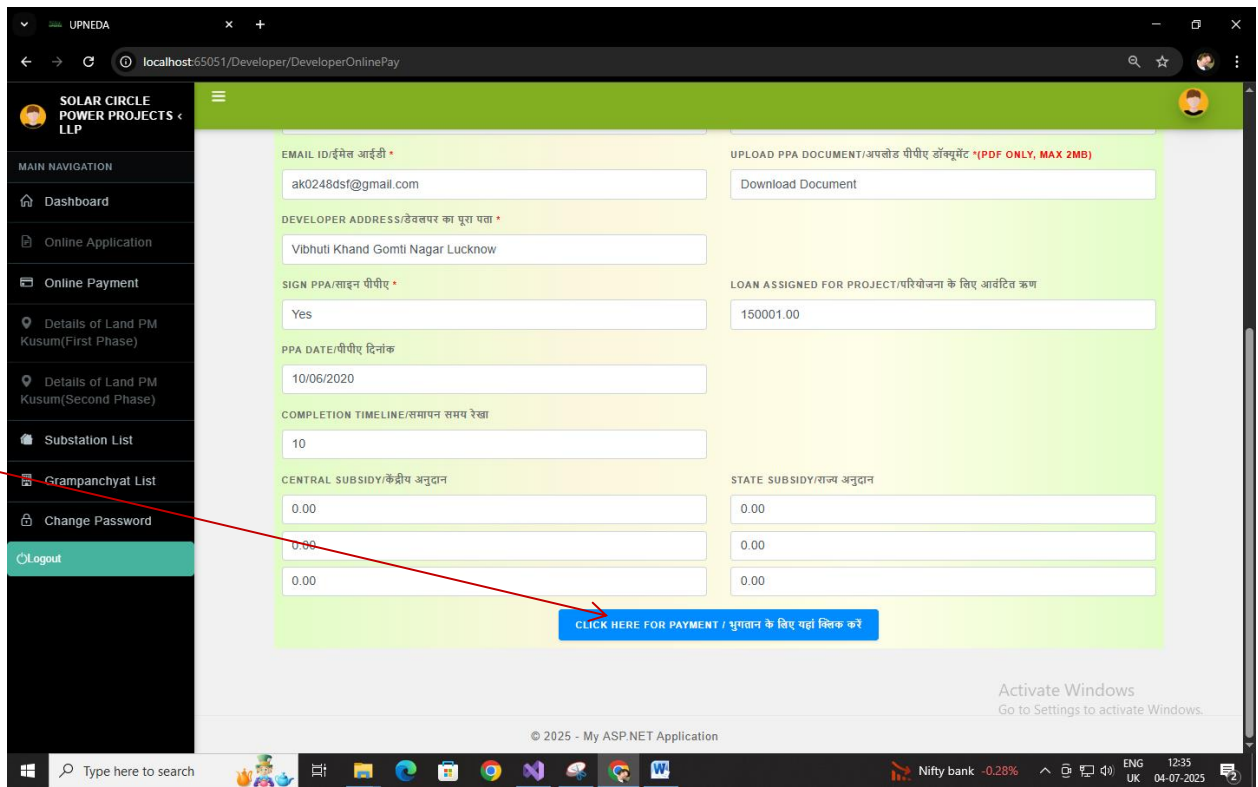 UPNEDA
localhost:65051/Developer/DeveloperOnlinePay
SOLAR CIRCLE
POWER PROJECTS <
LLP
MAIN NAVIGATION
Dashboard
Online Application
Online Payment
Details of Land PM
Kusum(First Phase)
Details of Land PM
Kusum(Second Phase)
Substation List
Grampanchyat List
Change Password
Logout
EMAIL ID/ईमेल आईडी *
UPLOAD PPA DOCUMENT/अपलोड पीपीए डॉक्यूमेंट *(PDF ONLY, MAX 2MB)
ak0248dsf@gmail.com
Download Document
DEVELOPER ADDRESS/डेवलपर का पूरा पता *
Vibhuti Khand Gomti Nagar Lucknow
SIGN PPA/साइन पीपीए *
LOAN ASSIGNED FOR PROJECT/परियोजना के लिए आवंटित ऋण
Yes
150001.00
PPA DATE/पीपीए दिनांक
10/06/2020
COMPLETION TIMELINE/समापन समय रेखा
10
CENTRAL SUBSIDY/केंद्रीय अनुदान
STATE SUBSIDY/राज्य अनुदान
0.00
0.00
0.00
0.00
0.00
0.00
CLICK HERE FOR PAYMENT / भुगतान के लिए यहां क्लिक करें
Activate Windows
Go to Settings to activate Windows.
© 2025 - My ASP.NET Application
Type here to search
Nifty bank -0.28%
ENG
UK
12:35
04-07-2025
2